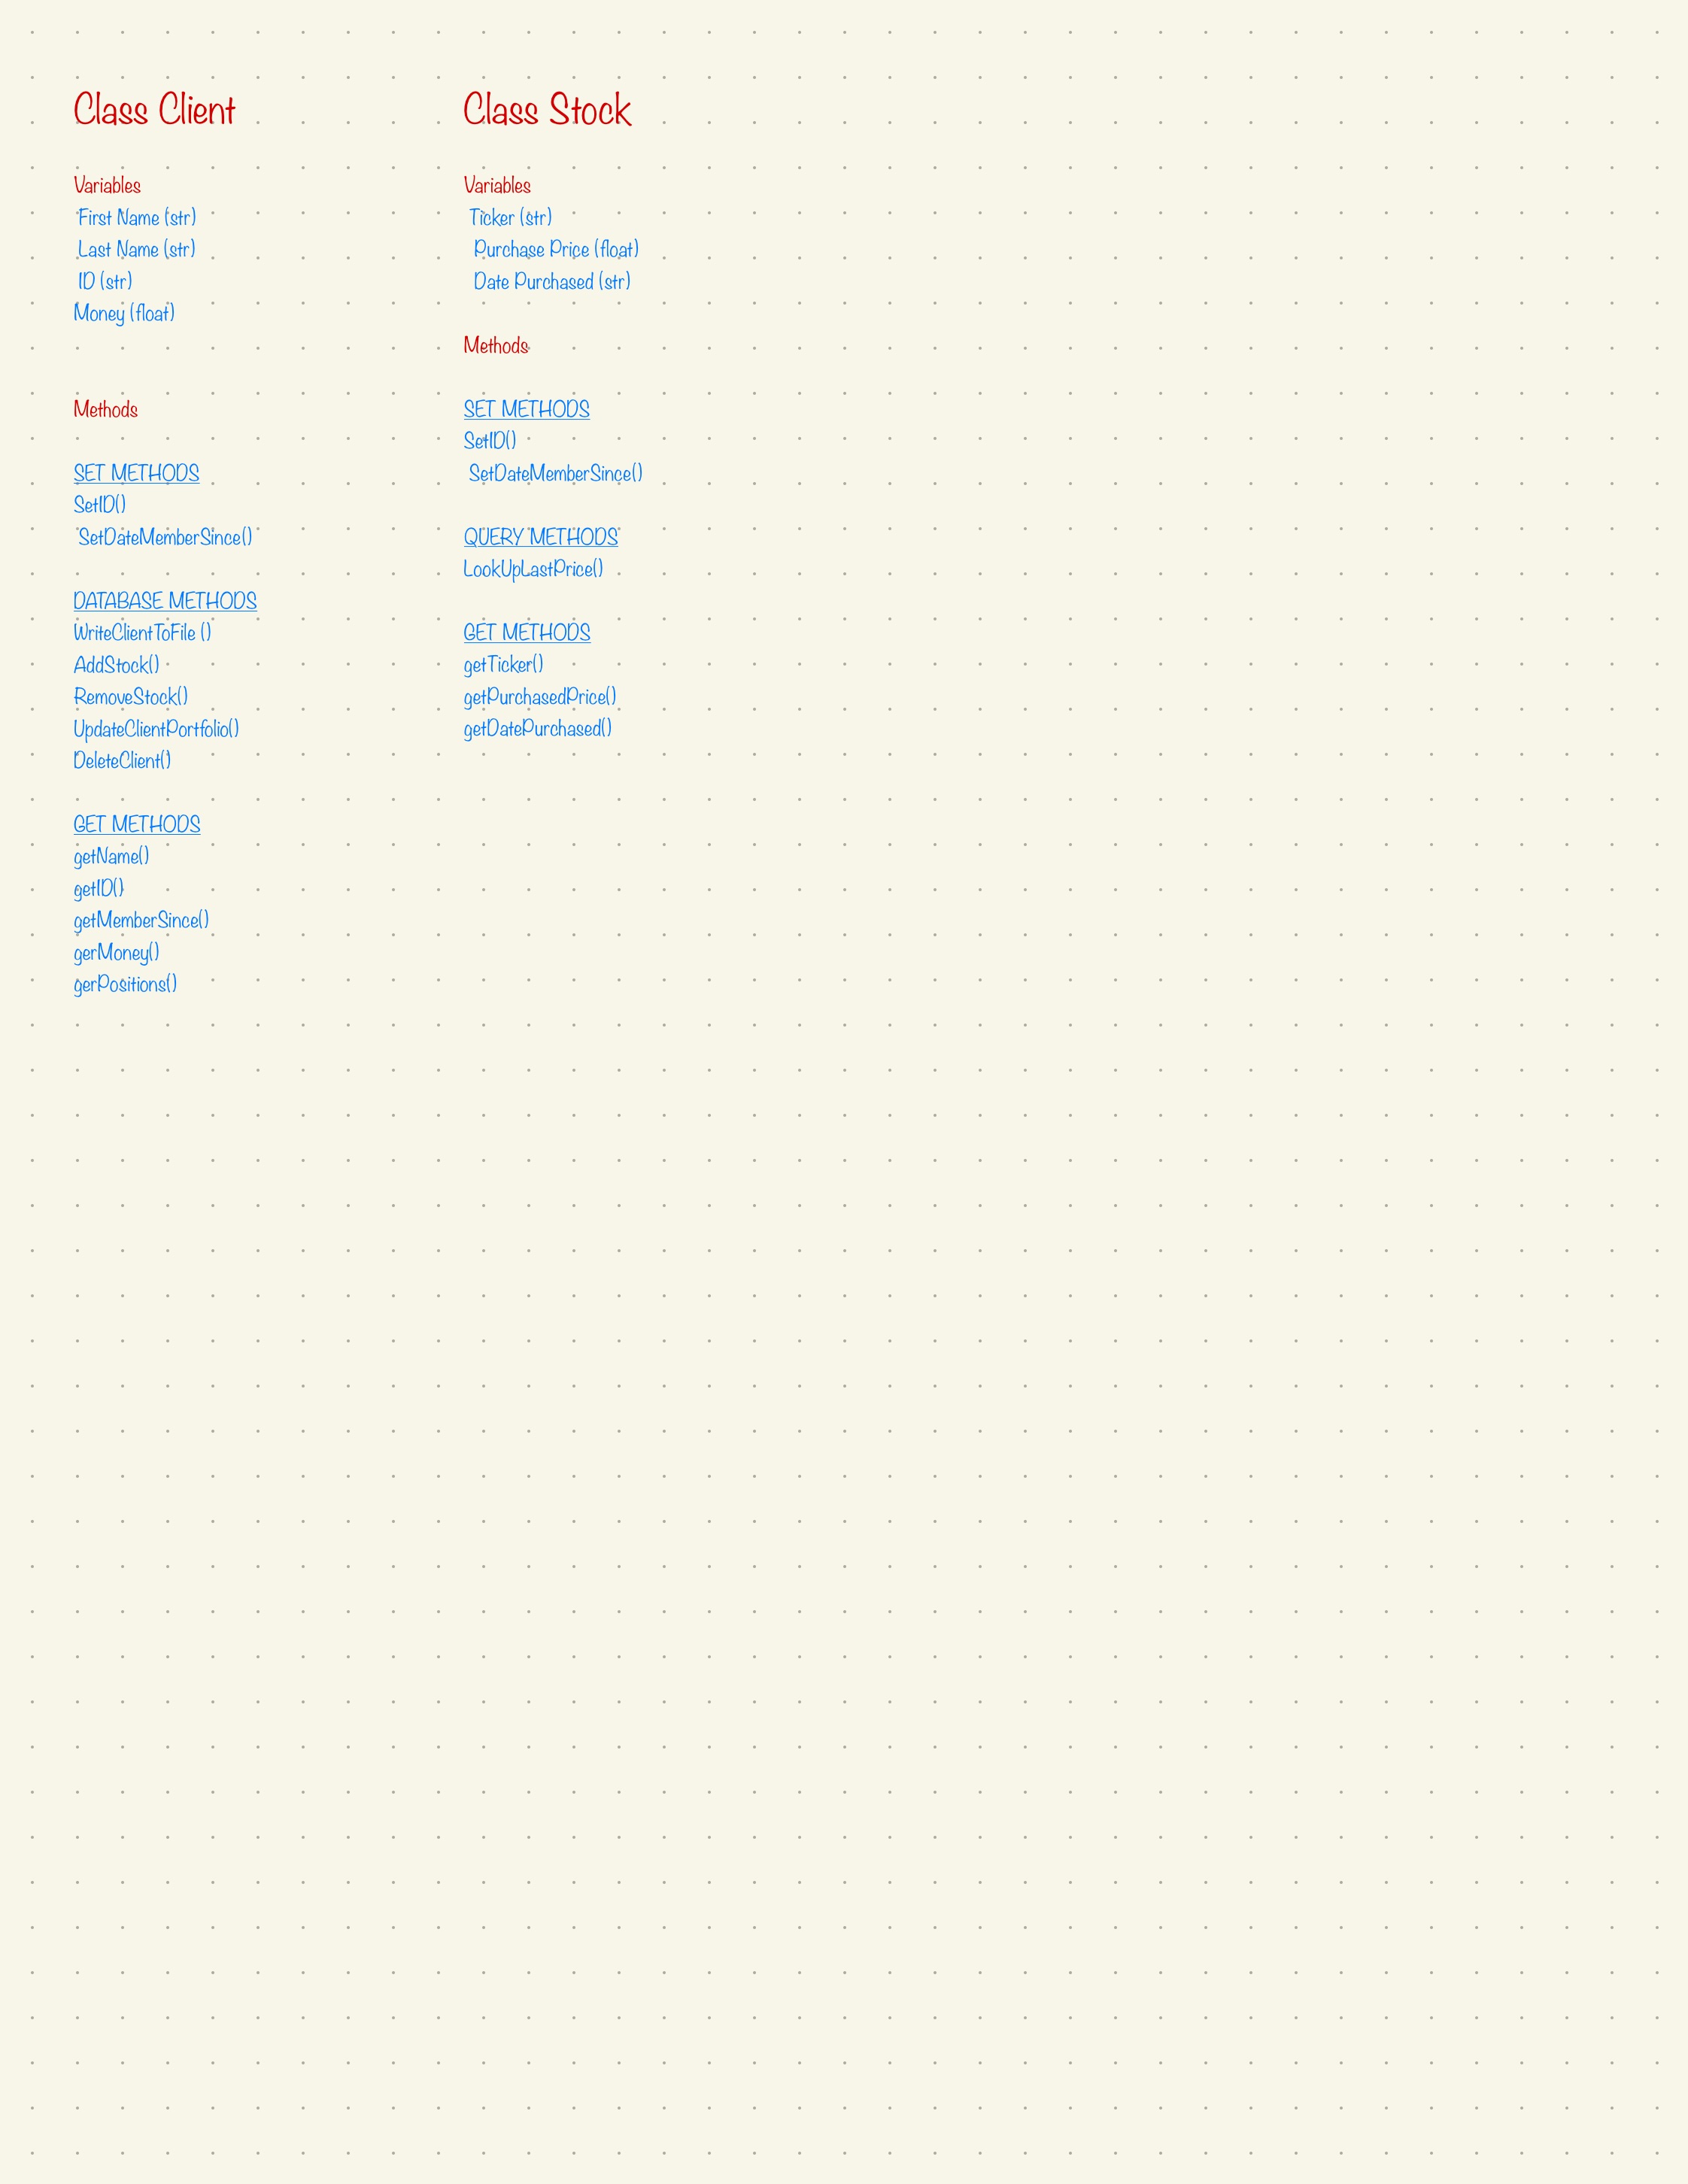 Class Client
Variables
First Name (str)
Last Name (str)
ID (str)
Money (float)
Methods
SET METHODS
SetID()
SetDateMemberSince()
DATABASE METHODS
WriteClientToFile ()
AddStock()
RemoveStock()
UpdateClientPortfolio()
DeleteClient()
GET METHODS
getName()
getID()
getMemberSince()
gerMoney()
gerPositions()
Class Stock
Variables
Ticker (str)
Purchase Price (float)
Date Purchased (str)
Methods
SET METHODS
SetID()
SetDateMemberSince()
QUERY METHODS
LookUpLastPrice()
GET METHODS
getTicker()
getPurchasedPrice()
getDatePurchased()